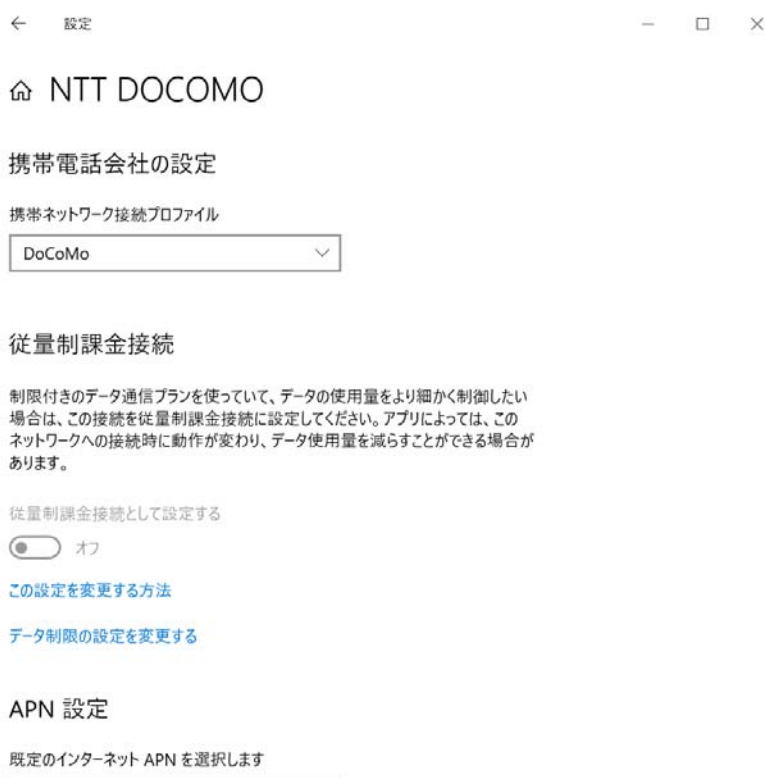 設定
NTT DOCOMO
携帯電話会社の設定
携帯ネットワーク接続プロファイル
DoCoMo
従量制課金接続
制限付きのデータ通信プランを使っていて、データの使用量をより細かく制御したい
場合は、この接続を従量制課金接続に設定してください。アプリによっては、この
ネットワークへの接続時に動作が変わり、データ使用量を減らすことができる場合が
あります。
従量制課金接続として設定する
オフ
この設定を変更する方法
データ制限の設定を変更する
APN 設定
既定のインターネット APN を選択します